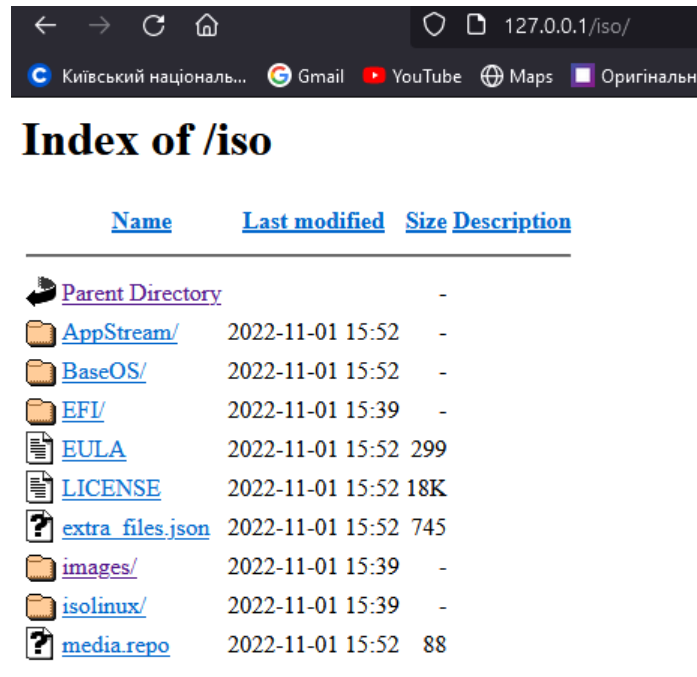 127.0.0.1/iso/
Київський національ... Gmail YouTube Maps Оригінальн
Index of /iso
Name Last modified Size Description
Parent Directory -
AppStream/ 2022-11-01 15:52 -
BaseOS/ 2022-11-01 15:52 -
EFI/ 2022-11-01 15:39 -
EULA 2022-11-01 15:52 299
LICENSE 2022-11-01 15:52 18K
extra_files.json 2022-11-01 15:52 745
images/ 2022-11-01 15:39 -
isolinux/ 2022-11-01 15:39 -
media.repo 2022-11-01 15:52 88